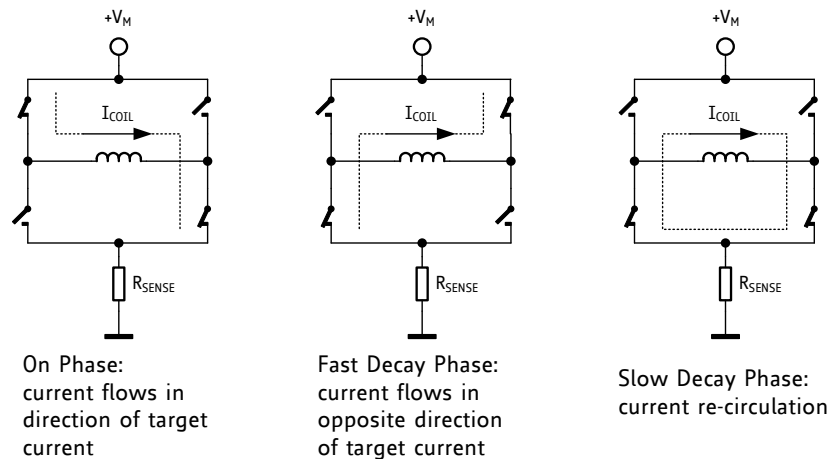 +VM
+VM
+VM
ICOIL
ICOIL
ICOIL
RSENSE
RSENSE
RSENSE
On Phase:
current flows in
direction of target
current
Fast Decay Phase:
current flows in
opposite direction
of target current
Slow Decay Phase:
current re-circulation